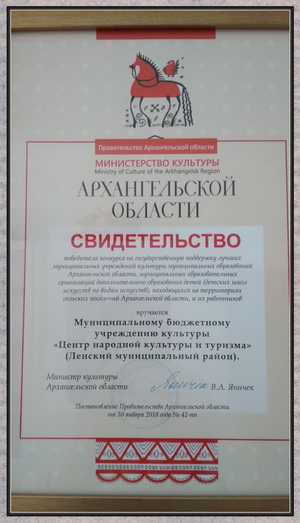 Правительство Архангельской области
МИНИСТЕРСТВО КУЛЬТУРЫ
Ministry of Culture of the Arkhangelsk Region
АРХАНГЕЛЬСКОЙ
ОБЛАСТИ
СВИДЕТЕЛЬСТВО
победителя конкурса на государственную поддержку лучших
муниципальных учреждений культуры муниципальных образований
Архангельской области, муниципальных образовательных
организаций дополнительного образования детей (детских школ
искусств по видам искусств), находящихся на территориях
сельских поселений Архангельской области, и их работников
вручается
Муниципальному бюджетному
учреждению культуры
«Центр народной культуры и туризма»
(Ленский муниципальный район).
Министр культуры
Архангельской области
В.А. Яничек
Постановление Правительства Архангельской области
от 30 января 2018 года № 42-пп